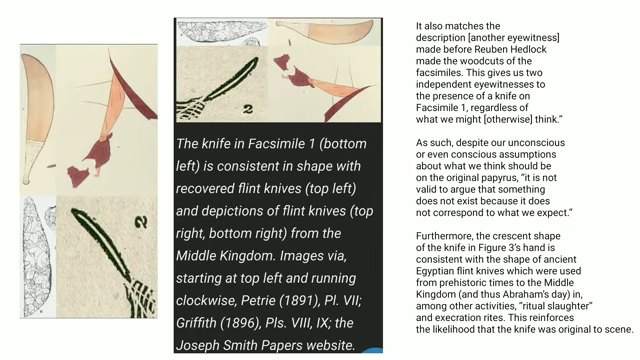 2
2
The knife in Facsimile 1 (bottom
left) is consistent in shape with
recovered flint knives (top left)
and depictions of flint knives (top
right, bottom right) from the
Middle Kingdom. Images via,
starting at top left and running
clockwise, Petrie (1891), Pl. VII;
Griffith (1896), Pls. VIII, IX; the
Joseph Smith Papers website.
It also matches the
description [another eyewitness]
made before Reuben Hedlock
made the woodcuts of the
facsimiles. This gives us two
independent eyewitnesses to
the presence of a knife on
Facsimile 1, regardless of
what we might [otherwise] think.”
As such, despite our unconscious
or even conscious assumptions
about what we think should be
on the original papyrus, “it is not
valid to argue that something
does not exist because it does
not correspond to what we expect.”
Furthermore, the crescent shape
of the knife in Figure 3’s hand is
consistent with the shape of ancient
Egyptian flint knives which were used
from prehistoric times to the Middle
Kingdom (and thus Abraham’s day) in,
among other activities, “ritual slaughter”
and execration rites. This reinforces
the likelihood that the knife was original to scene.